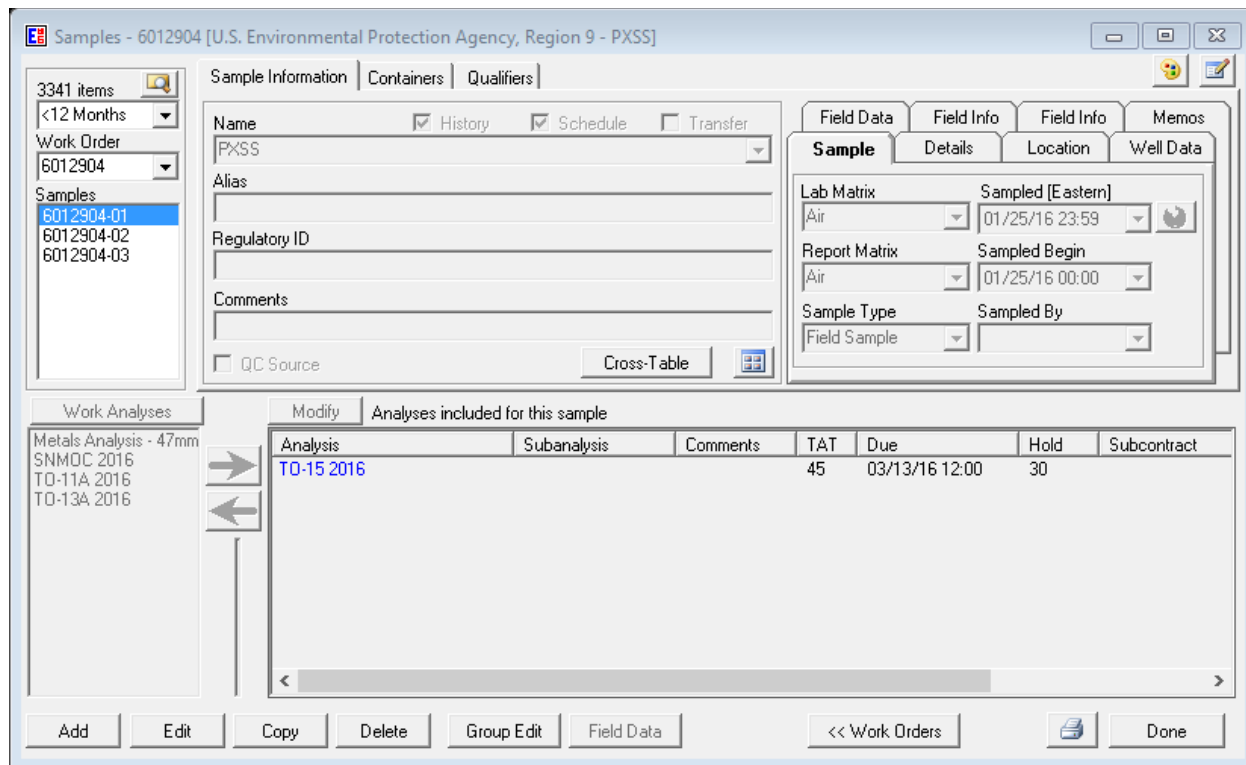 Samples - 6012904 [U.S. Environmental Protection Agency, Region 9 - PXSS]
3341 items
<12 Months
Work Order
6012904
Samples
6012904-01
6012904-02
6012904-03
Sample Information Containers Qualifiers
Name History Schedule Transfer
PXSS
Alias
Regulatory ID
Comments
QC Source Cross-Table
Field Data Field Info Field Info Memos
Sample Details Location Well Data
Lab Matrix Sampled [Eastern]
Air 01/25/16 23:59
Report Matrix Sampled Begin
Air 01/25/16 00:00
Sample Type Sampled By
Field Sample
Work Analyses
Metals Analysis - 47mm
SNMOC 2016
TO-11A 2016
TO-13A 2016
Modify Analyses included for this sample
Analysis Subanalysis Comments TAT Due Hold Subcontract
TO-15 2016 45 03/13/16 12:00 30
Add Edit Copy Delete Group Edit Field Data << Work Orders Done